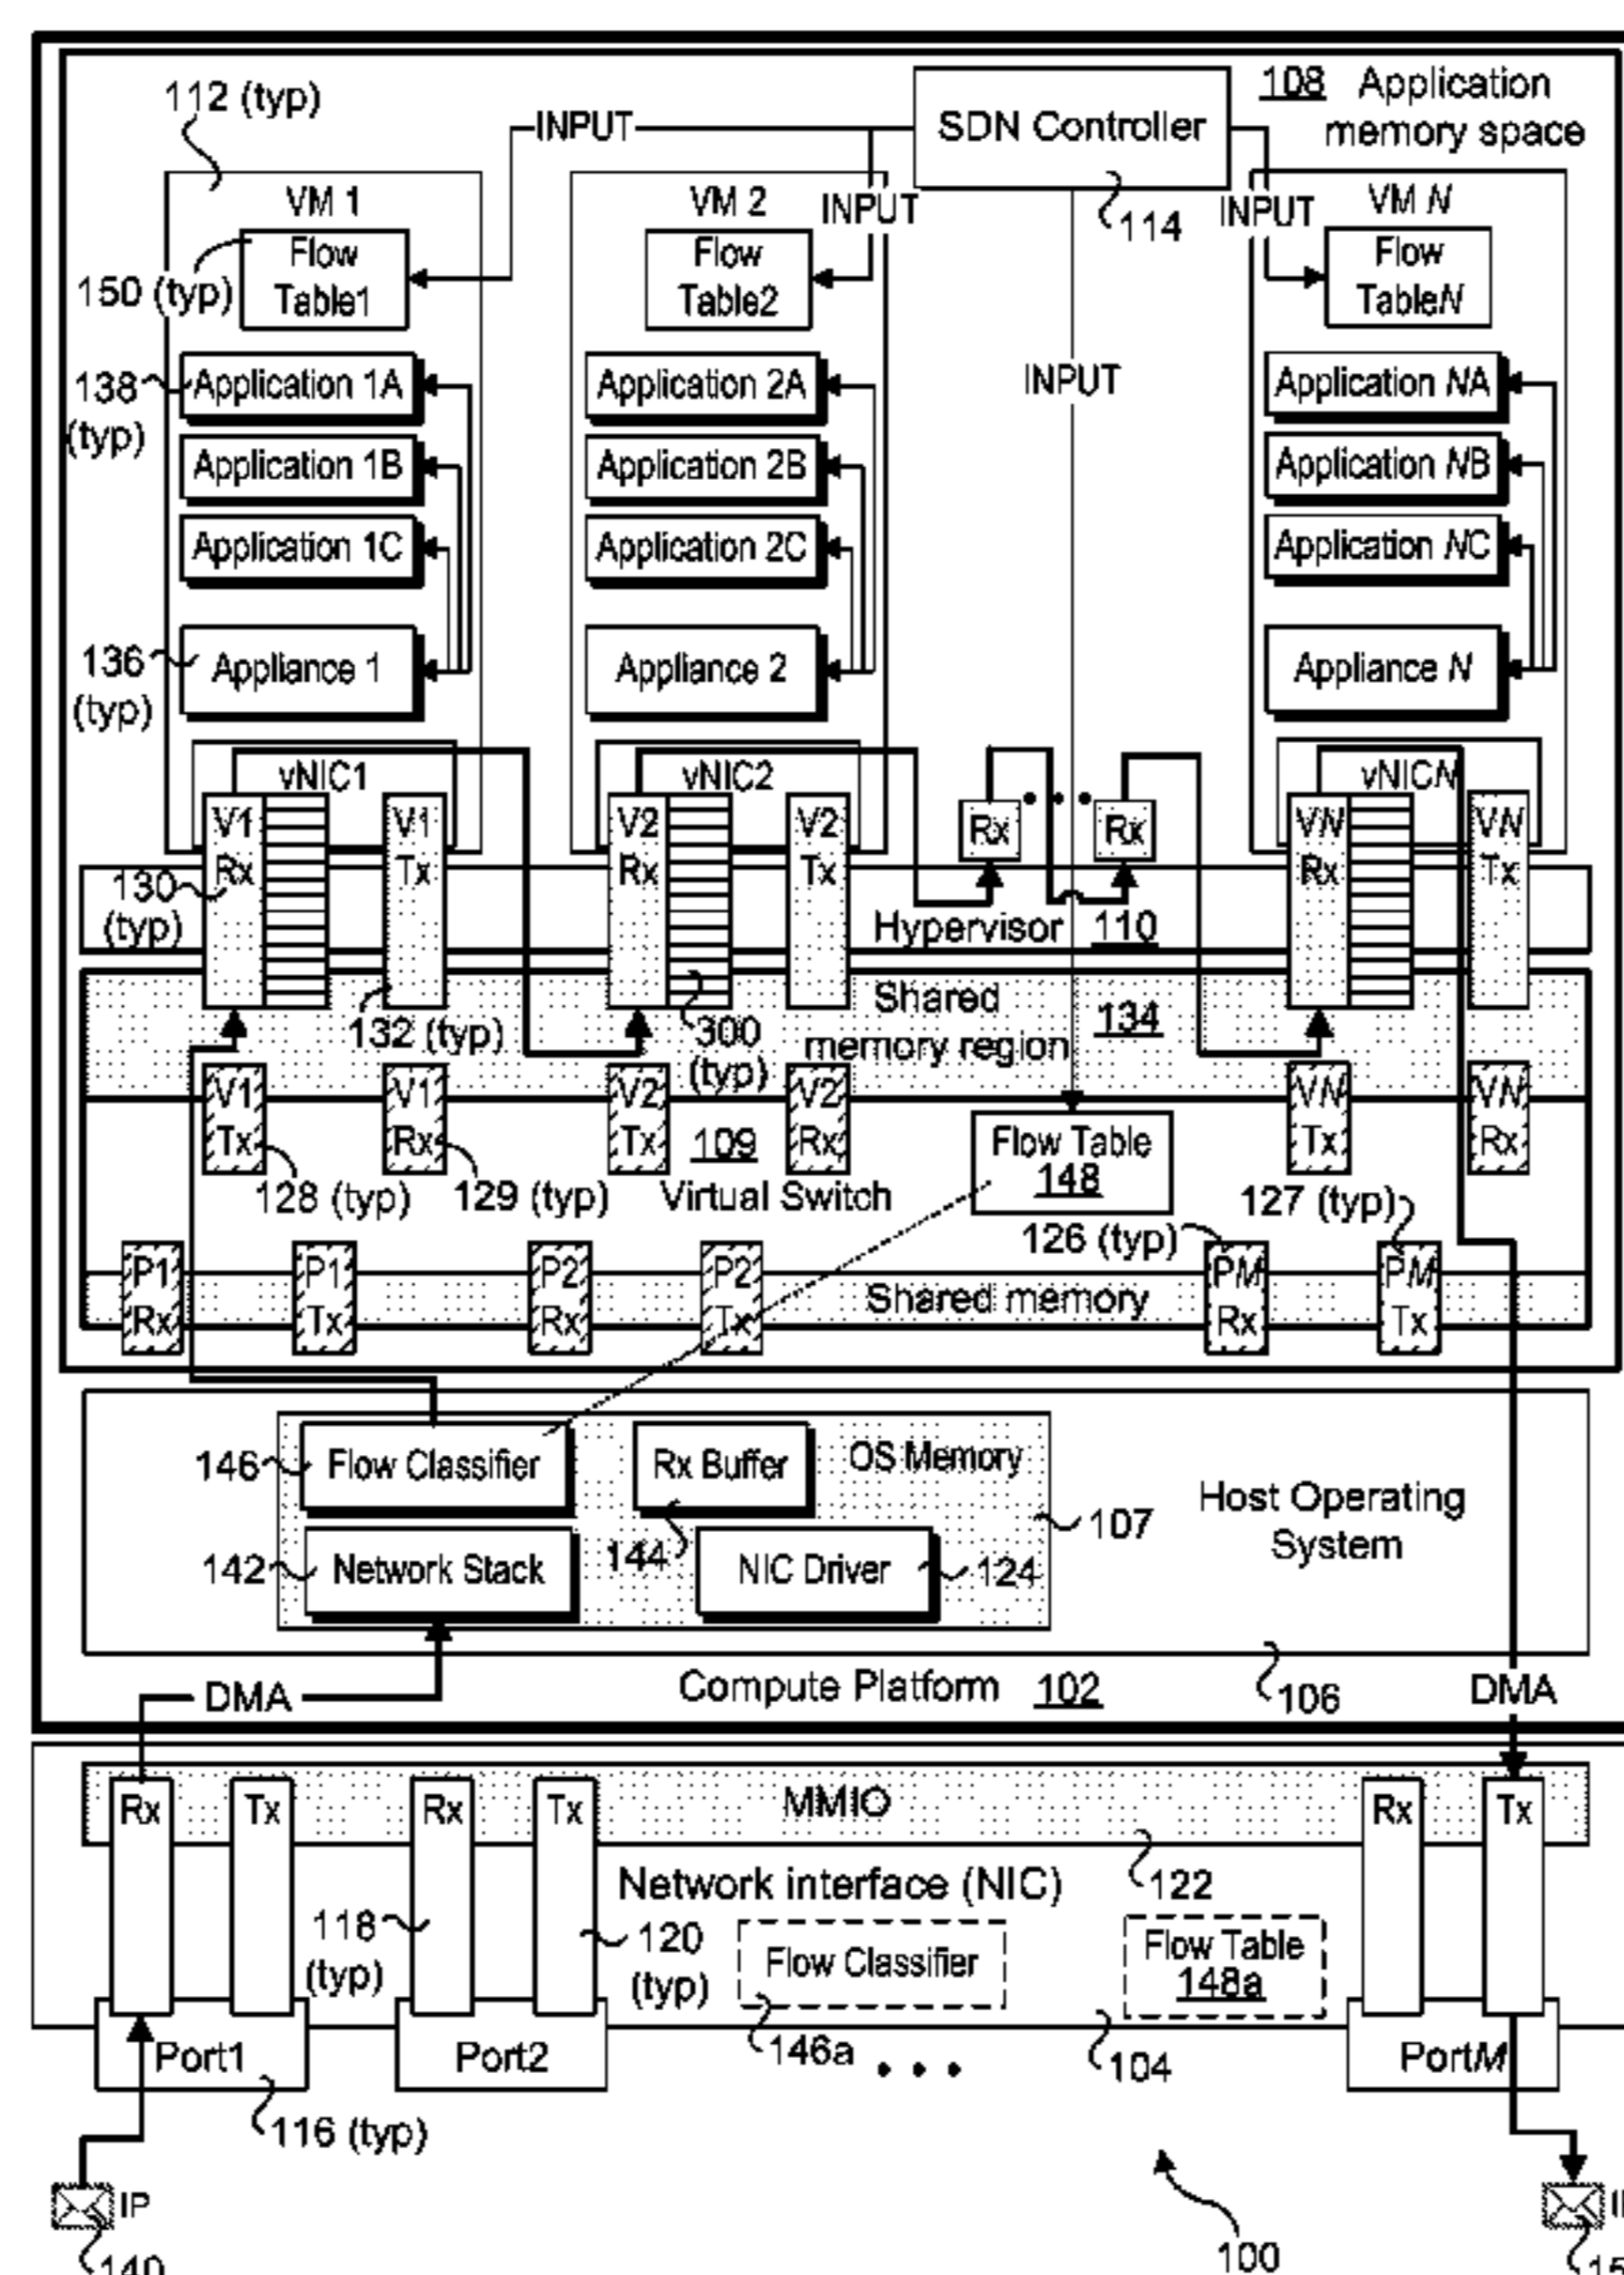 108 Application
memory space
112 (typ)
INPUT
SDN Controller
114
VM 1
VM 2
INPUT
INPUT
VM N
Flow
Table1
Flow
Table2
Flow
TableN
150 (typ)
INPUT
138
(typ)
Application 1A
Application 2A
Application NA
Application 1B
Application 2B
Application NB
Application 1C
Application 2C
Application NC
136
(typ)
Appliance 1
Appliance 2
Appliance N
vNIC1
vNIC2
vNICN
V1
Rx
V1
Tx
V2
Rx
V2
Tx
Rx
• • •
Rx
VN
Rx
VN
Tx
130
(typ)
Hypervisor 110
132 (typ)
300
(typ)
Shared
memory region
134
V1
Tx
V1
Rx
V2
Tx
V2
Rx
VN
Tx
VN
Rx
109
Virtual Switch
Flow Table
148
128 (typ)
129 (typ)
126 (typ)
127 (typ)
P1
Rx
P1
Tx
P2
Rx
P2
Tx
Shared memory
PM
Rx
PM
Tx
146
Flow Classifier
Rx Buffer
OS Memory
107
Host Operating
System
142
Network Stack
144
NIC Driver
124
DMA
Compute Platform 102
106
DMA
Rx
Tx
Rx
Tx
MMIO
Rx
Tx
Network interface (NIC)
122
118
(typ)
120
(typ)
Flow Classifier
Flow Table
148a
146a
104
Port1
Port2
• • •
PortM
116 (typ)
IP
140
100